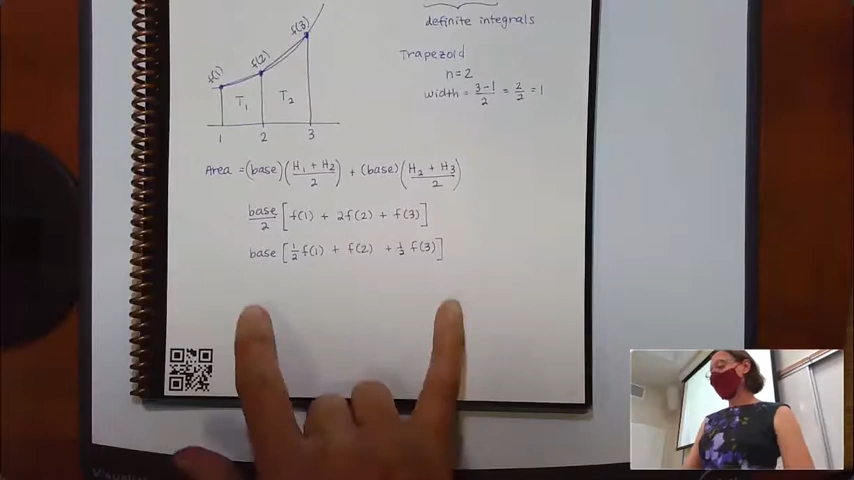 definite integrals
f(3)
f(2)
f(1)
T₁
T₂
1 2 3
Trapezoid
n=2
width = (3-1)/2 = 2/2 = 1
Area = (base) ((H₁ + H₂)/2) + (base) ((H₂ + H₃)/2)
base/2 [f(1) + 2f(2) + f(3)]
base [1/2 f(1) + f(2) + 1/2 f(3)]